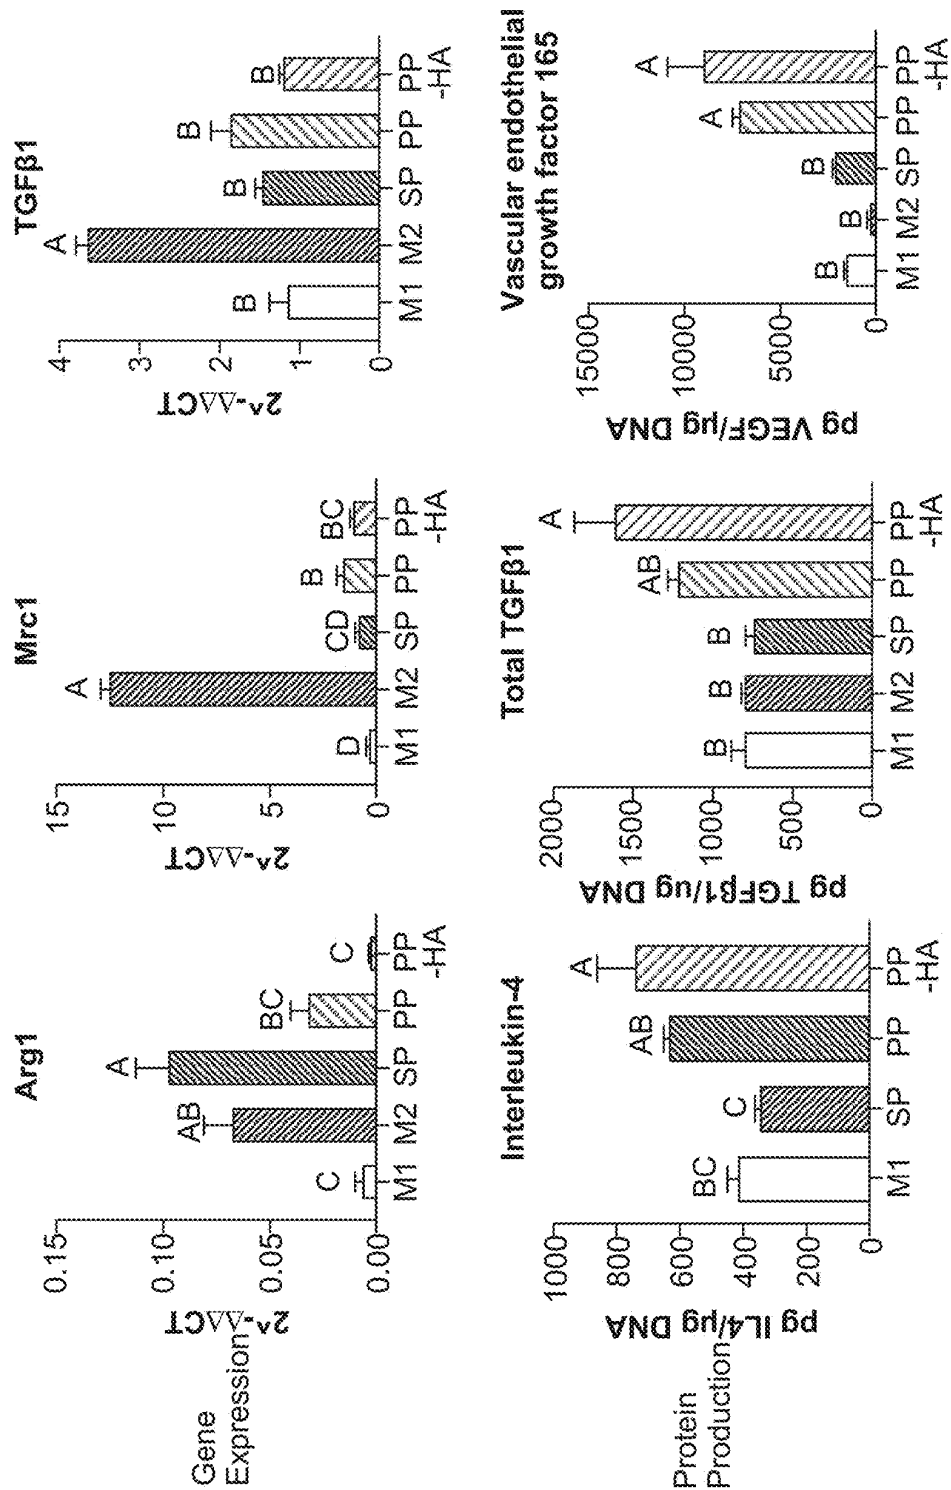 Gene
Expression
Arg1
2^-ΔΔCT
0.15
0.10
0.05
0.00
C
AB
A
BC
C
M1
M2
SP
PP
PP
-HA
Mrc1
2^-ΔΔCT
15
10
5
0
D
A
CD
B
BC
M1
M2
SP
PP
PP
-HA
TGFβ1
2^-ΔΔCT
4
3
2
1
0
B
A
B
B
B
M1
M2
SP
PP
PP
-HA
Protein
Production
Interleukin-4
pg IL4/µg DNA
1000
800
600
400
200
0
BC
C
AB
A
M1
SP
PP
PP
-HA
Total TGFβ1
pg TGFβ1/ug DNA
2000
1500
1000
500
0
B
B
B
AB
A
M1
M2
SP
PP
PP
-HA
Vascular endothelial
growth factor 165
pg VEGF/µg DNA
15000
10000
5000
0
B
B
B
A
A
M1
M2
SP
PP
PP
-HA